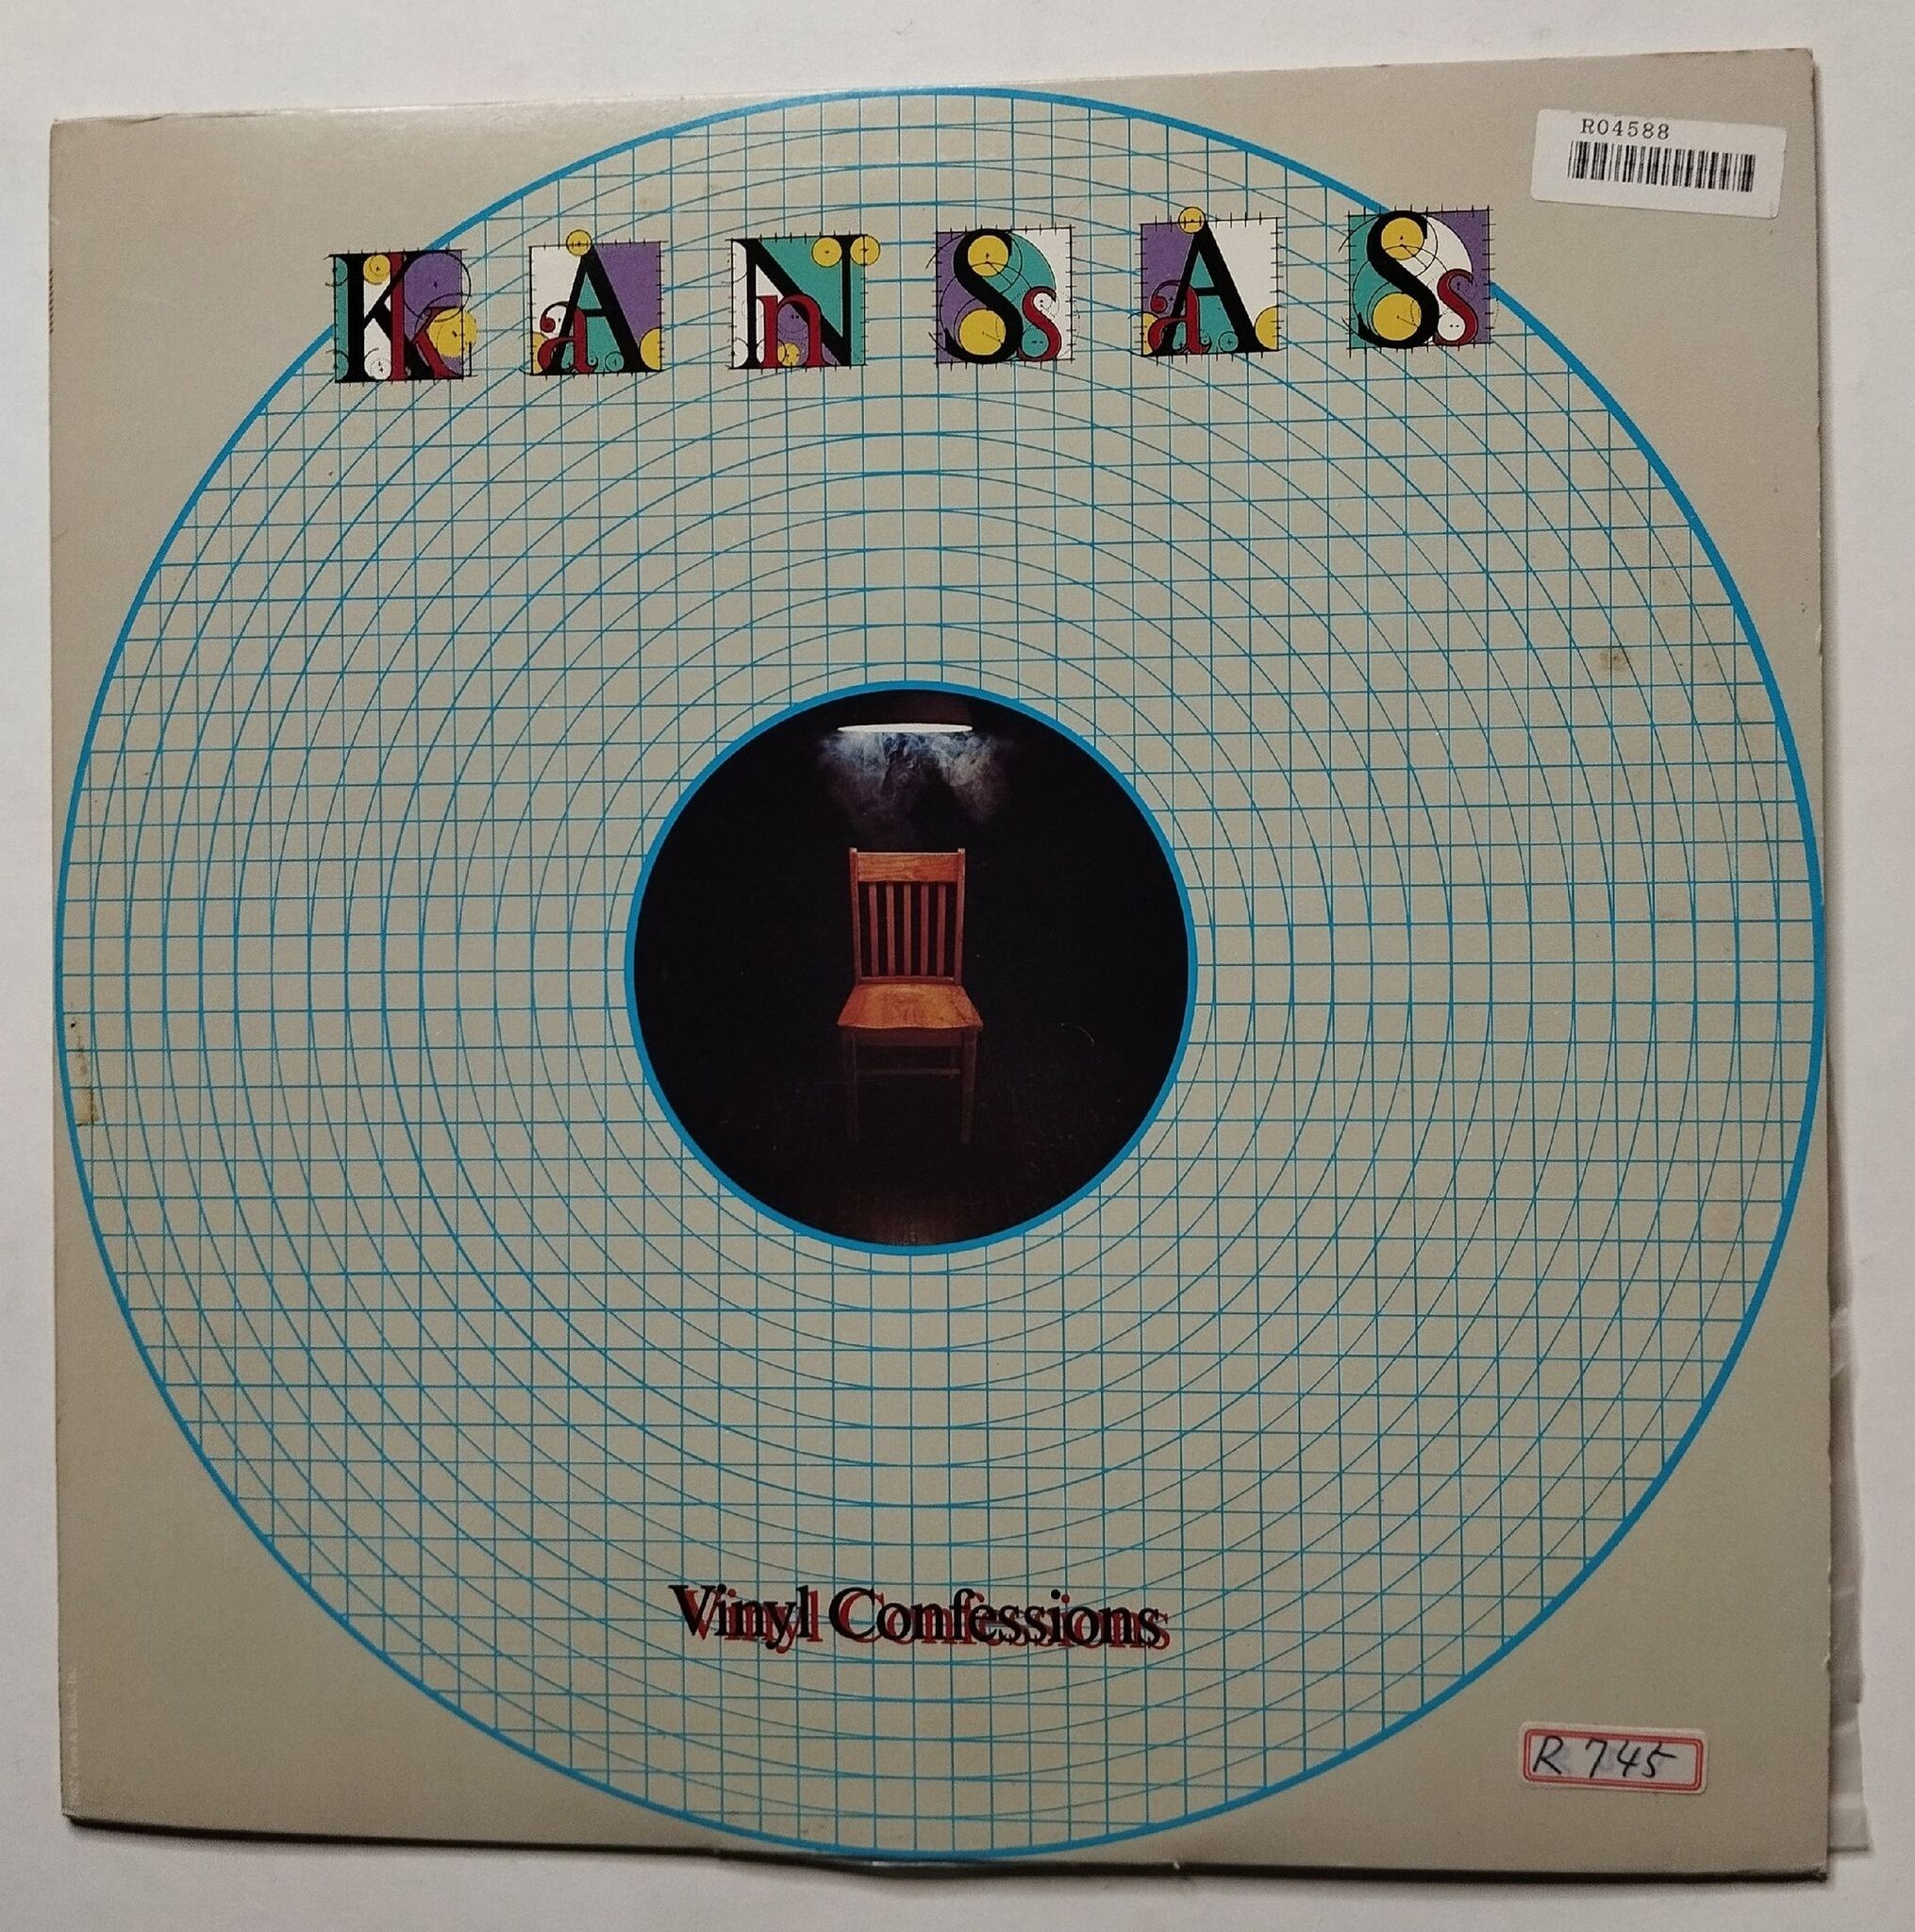 R04588
KANSAS
Vinyl Confessions
R 745